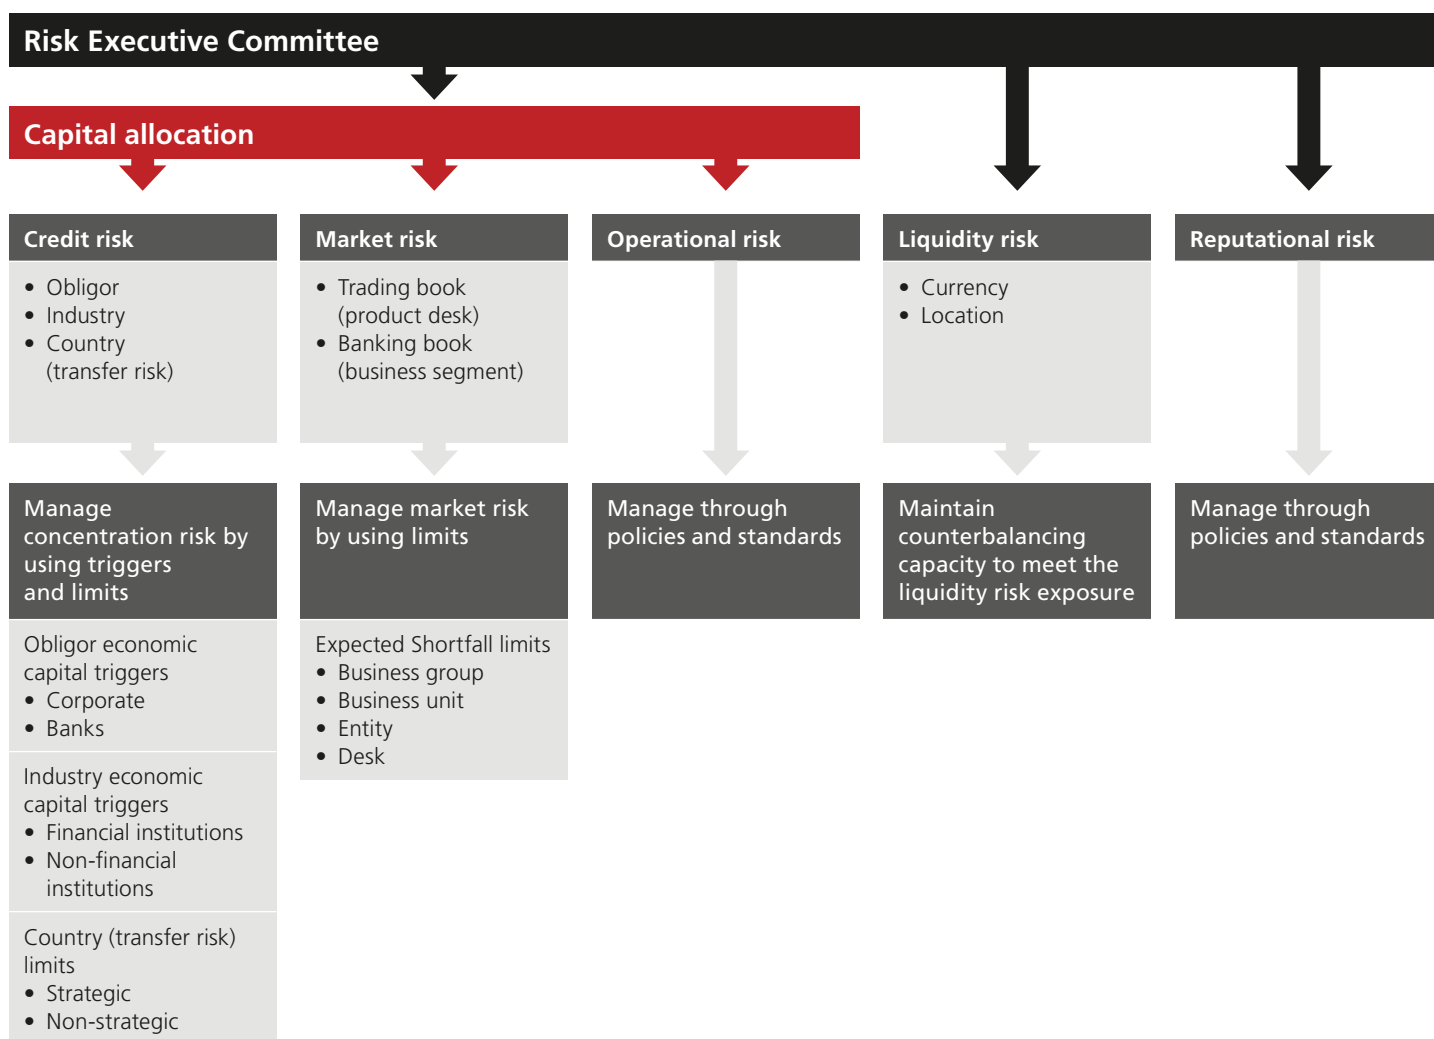 Risk Executive Committee
Capital allocation
Credit risk
• Obligor
• Industry
• Country
(transfer risk)
Market risk
• Trading book
(product desk)
• Banking book
(business segment)
Operational risk
Liquidity risk
• Currency
• Location
Reputational risk
Manage
concentration risk by
using triggers
and limits
Manage market risk
by using limits
Manage through
policies and standards
Maintain
counterbalancing
capacity to meet the
liquidity risk exposure
Manage through
policies and standards
Obligor economic
capital triggers
• Corporate
• Banks
Industry economic
capital triggers
• Financial institutions
• Non-financial
institutions
Country (transfer risk)
limits
• Strategic
• Non-strategic
Expected Shortfall limits
• Business group
• Business unit
• Entity
• Desk